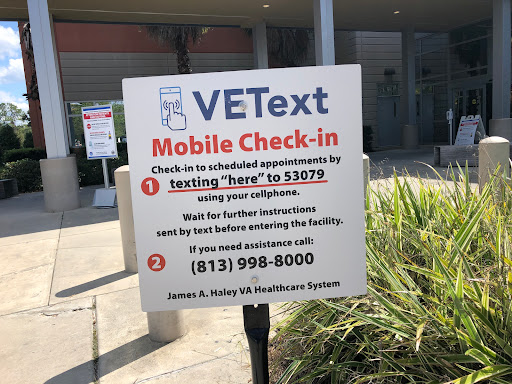 VEText
Mobile Check-in
Check-in to scheduled appointments by
1 texting "here" to 53079
using your cellphone.
Wait for further instructions
sent by text before entering the facility.
If you need assistance call:
2 (813) 998-8000
James A. Haley VA Healthcare System